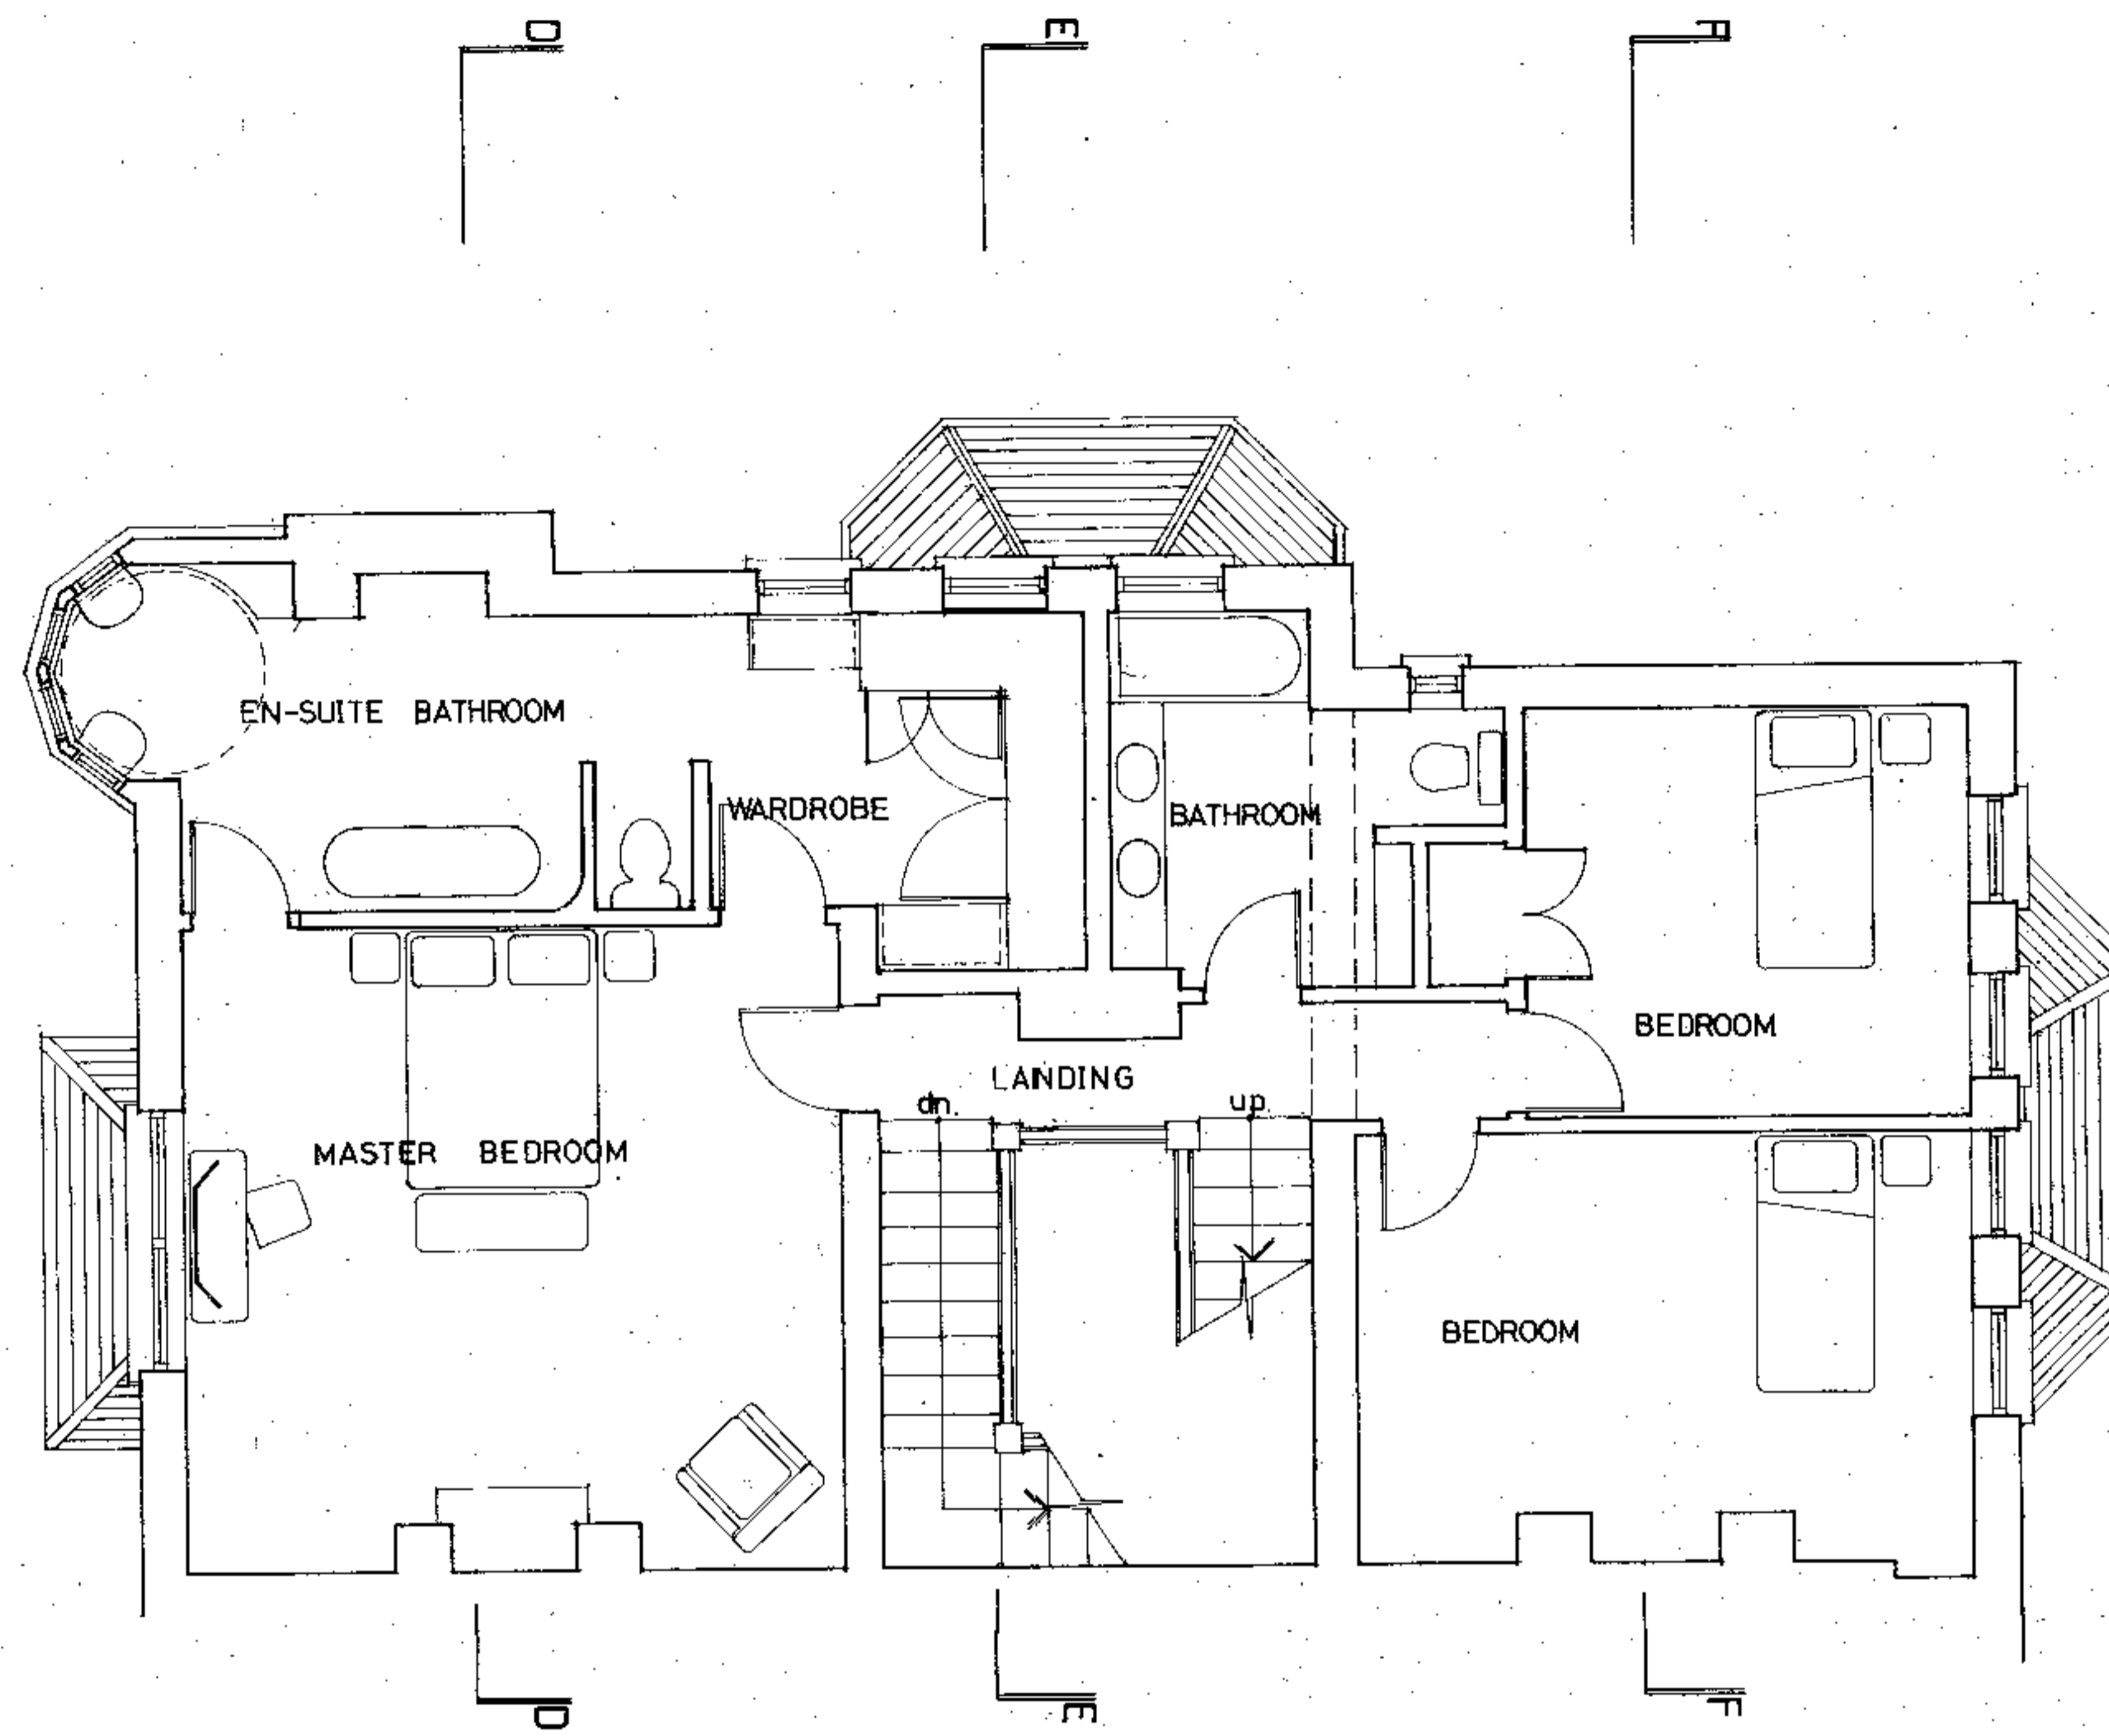 D E F
EN-SUITE BATHROOM
WARDROBE
BATHROOM
BEDROOM
LANDING
dn. up.
MASTER BEDROOM
BEDROOM
D E F